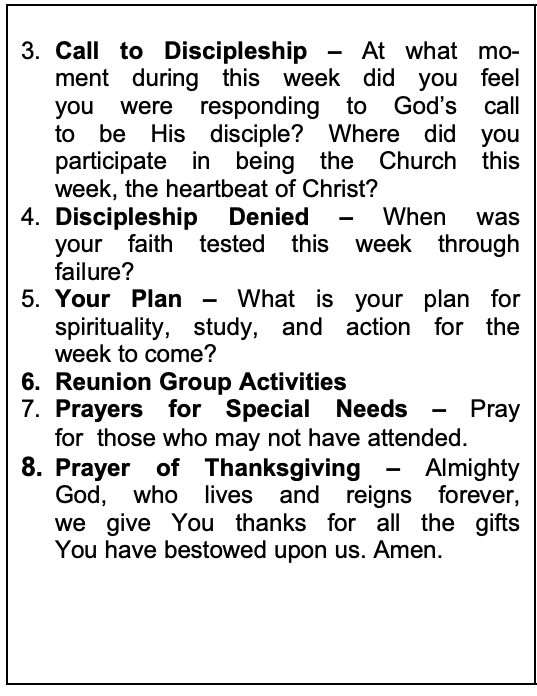 3. Call to Discipleship – At what mo-
ment during this week did you feel
you were responding to God’s call
to be His disciple? Where did you
participate in being the Church this
week, the heartbeat of Christ?
4. Discipleship Denied – When was
your faith tested this week through
failure?
5. Your Plan – What is your plan for
spirituality, study, and action for the
week to come?
6. Reunion Group Activities
7. Prayers for Special Needs – Pray
for those who may not have attended.
8. Prayer of Thanksgiving – Almighty
God, who lives and reigns forever,
we give You thanks for all the gifts
You have bestowed upon us. Amen.